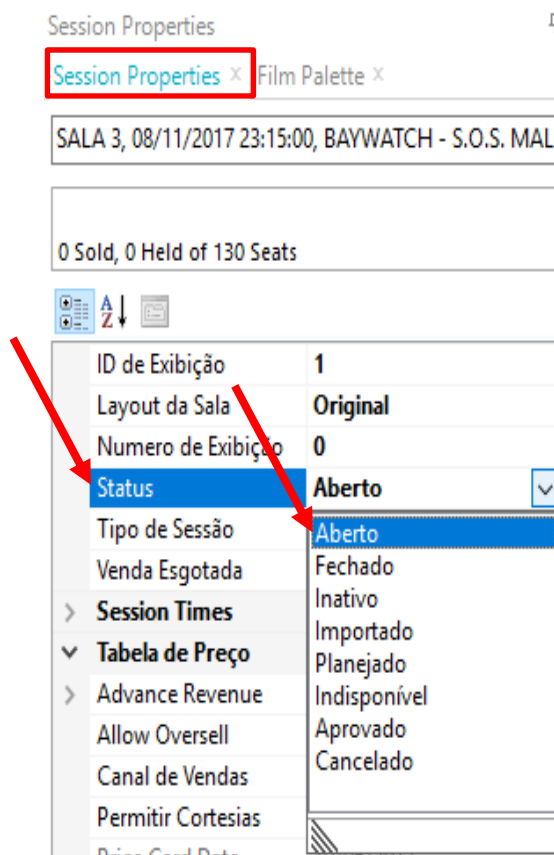 Session Properties
Session Properties × Film Palette ×
SALA 3, 08/11/2017 23:15:00, BAYWATCH - S.O.S. MAL
0 Sold, 0 Held of 130 Seats
ID de Exibição 1
Layout da Sala Original
Numero de Exibição 0
Status Aberto
Tipo de Sessão Aberto
Venda Esgotada Fechado
Inativo
Session Times
Importado
Tabela de Preço Planejado
Advance Revenue Indisponível
Allow Oversell Aprovado
Canal de Vendas Cancelado
Permitir Cortesias
Price Card Date